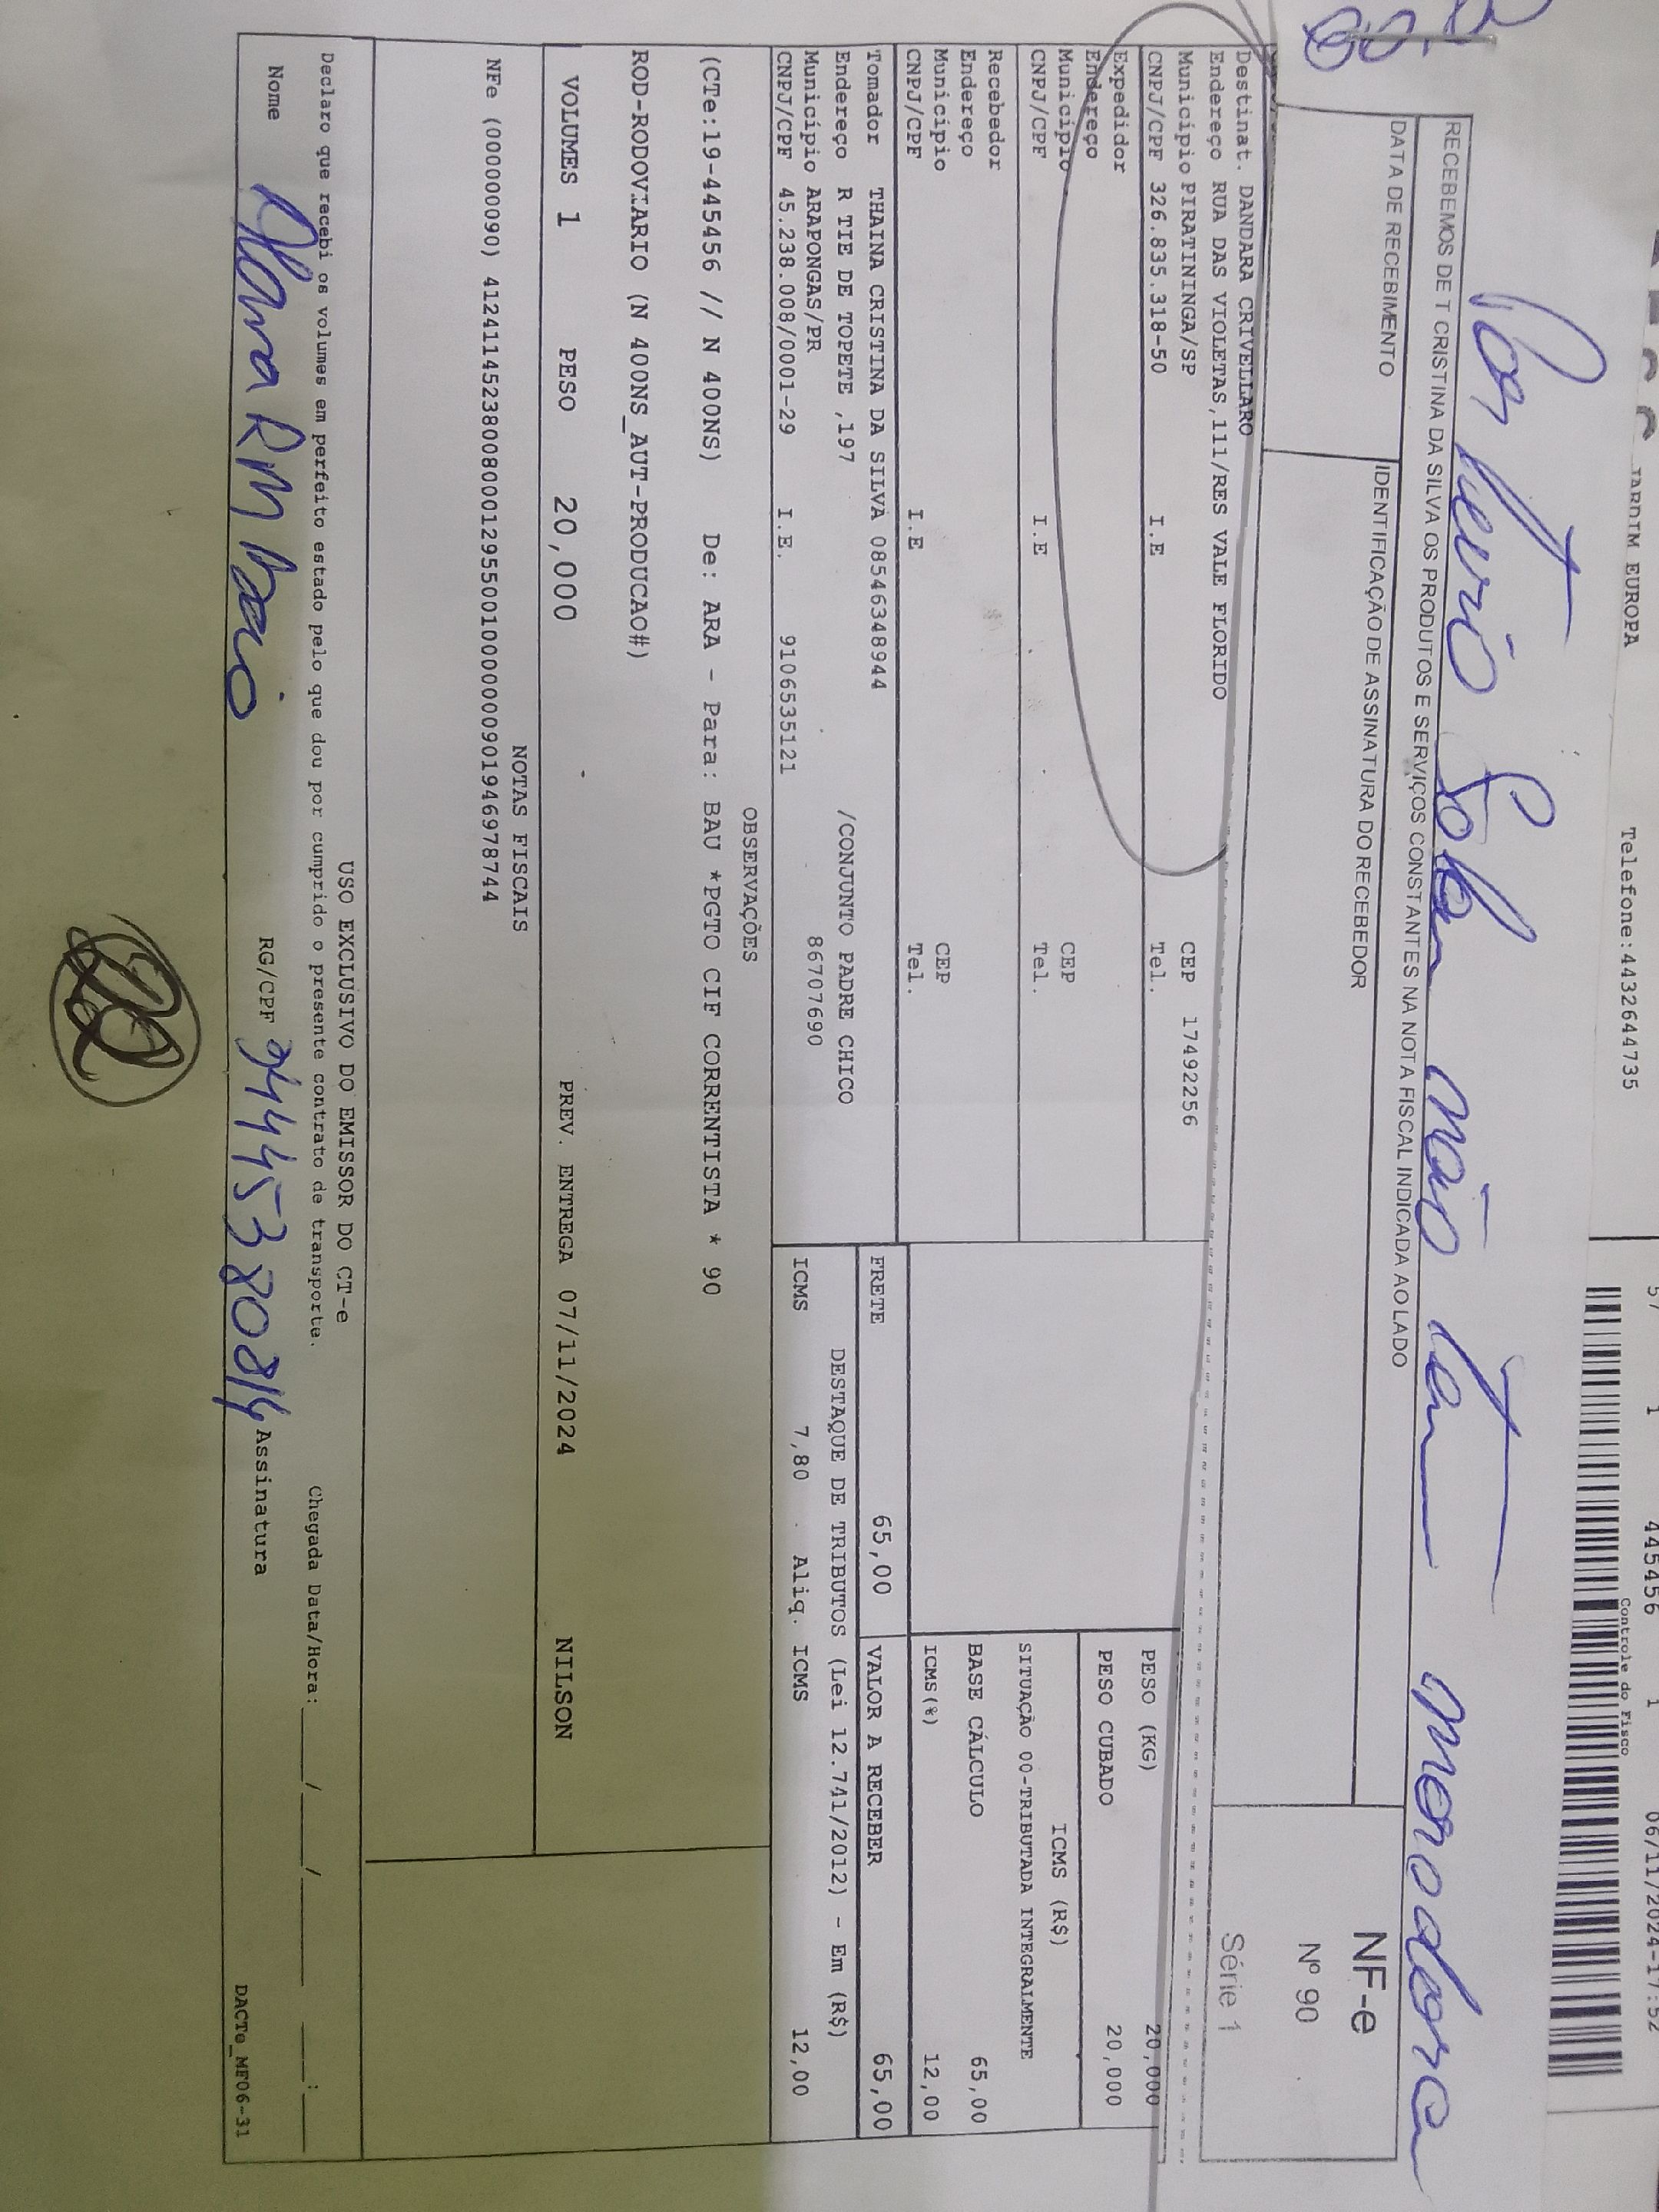 JARDIM EUROPA Telefone:4432644735
57 1 445456 1 06/11/2024-17:52
Controle do Fisco
RECEBEMOS DE T CRISTINA DA SILVA OS PRODUTOS E SERVIÇOS CONSTANTES NA NOTA FISCAL INDICADA AO LADO
DATA DE RECEBIMENTO IDENTIFICAÇÃO DE ASSINATURA DO RECEBEDOR
NF-e
Nº 90
Série 1
Destinat. DANDARA CRIVELLARO
Endereço RUA DAS VIOLETAS,111/RES VALE FLORIDO
Município PIRATININGA/SP CEP 17492256
CNPJ/CPF 326.835.318-50 I.E Tel.
Expedidor
Endereço
Município CEP
CNPJ/CPF I.E Tel.
Recebedor
Endereço
Município CEP
CNPJ/CPF I.E Tel.
PESO (KG) 20,000
PESO CUBADO 20,000
ICMS (R$)
SITUAÇÃO 00-TRIBUTADA INTEGRALMENTE
BASE CÁLCULO 65,00
ICMS(%) 12,00
Tomador THAINA CRISTINA DA SILVA 08546348944
Endereço R TIE DE TOPETE ,197 /CONJUNTO PADRE CHICO
Município ARAPONGAS/PR 86707690
CNPJ/CPF 45.238.008/0001-29 I.E. 9106535121
FRETE 65,00 VALOR A RECEBER 65,00
DESTAQUE DE TRIBUTOS (Lei 12.741/2012) - Em (R$)
ICMS 7,80 Aliq. ICMS 12,00
OBSERVAÇÕES
(CTe:19-445456 // N 400NS) De: ARA - Para: BAU *PGTO CIF CORRENTISTA * 90
ROD-RODOVIARIO (N 400NS_AUT-PRODUCAO#)
VOLUMES 1 PESO 20,000 PREV. ENTREGA 07/11/2024 NILSON
NOTAS FISCAIS
NFe (000000090) 41241145238008000129550010000000901946978744
USO EXCLUSIVO DO EMISSOR DO CT-e
Declaro que recebi os volumes em perfeito estado pelo que dou por cumprido o presente contrato de transporte. Chegada Data/Hora: ____/____/______ ____:____
Nome RG/CPF Assinatura
DACTe_MF06-31